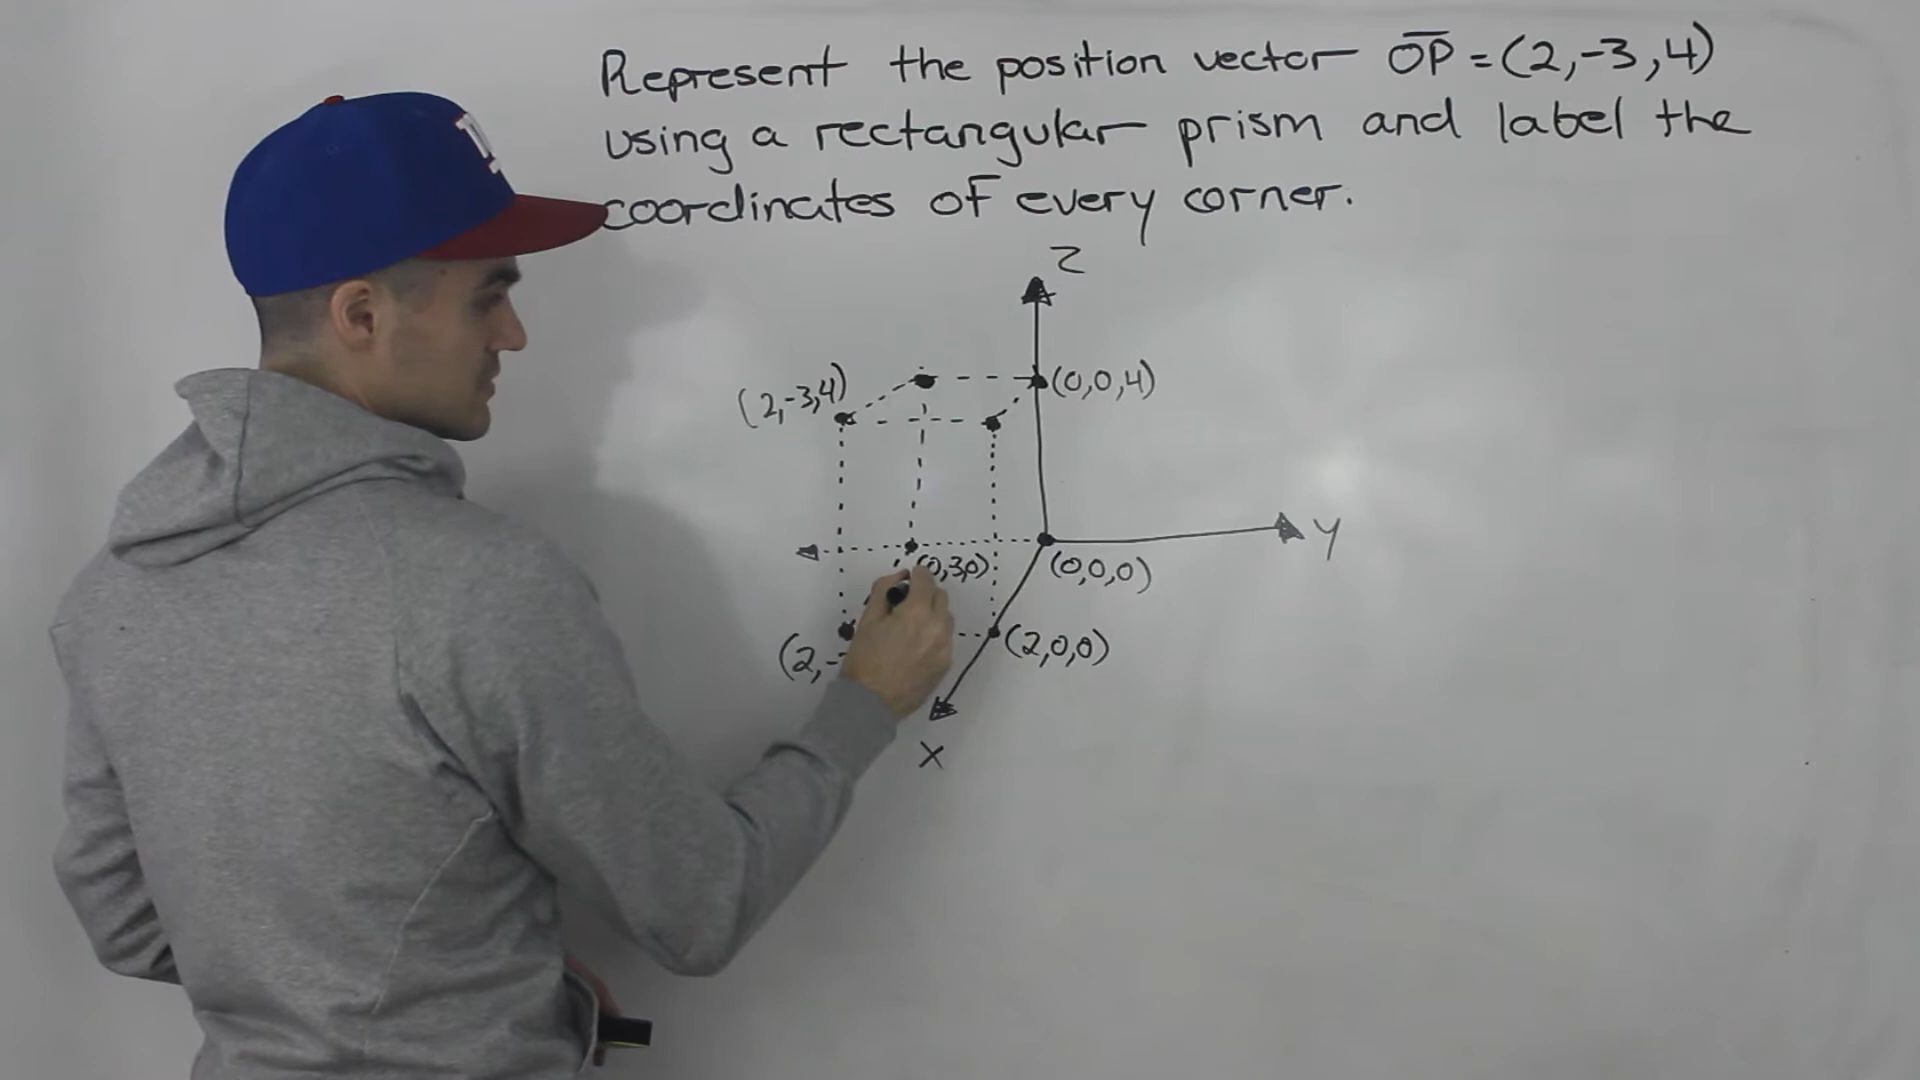 Represent the position vector OP = (2,-3,4)
using a rectangular prism and label the
coordinates of every corner.
Z
(2,-3,4)
(0,0,4)
Y
(0,3,0)
(0,0,0)
(2,-
(2,0,0)
X